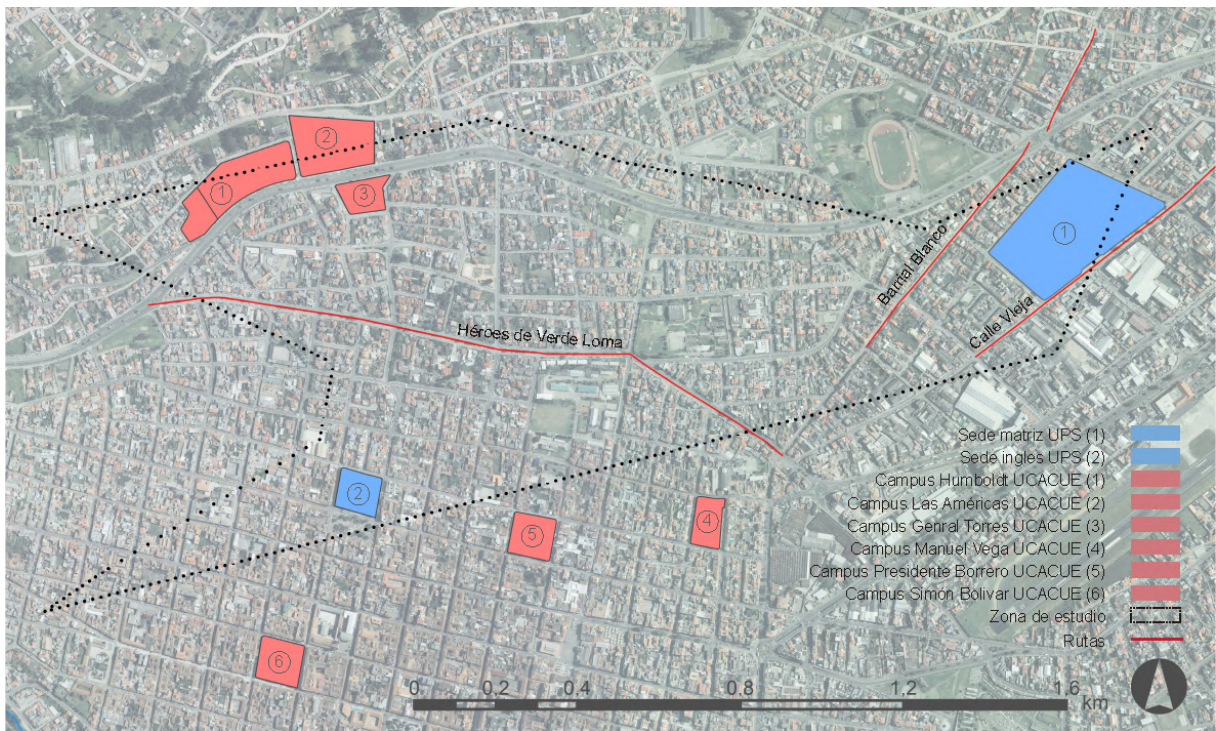 2
1
3
1
Barrial Blanco
Calle Vieja
Héroes de Verde Loma
2
5
4
6
Sede matriz UPS (1)
Sede ingles UPS (2)
Campus Humboldt UCACUE (1)
Campus Las Américas UCACUE (2)
Campus Genral Torres UCACUE (3)
Campus Manuel Vega UCACUE (4)
Campus Presidente Borrero UCACUE (5)
Campus Simón Bolivar UCACUE (6)
Zona de estudio
Rutas
0 0,2 0,4 0,8 1,2 1,6
km